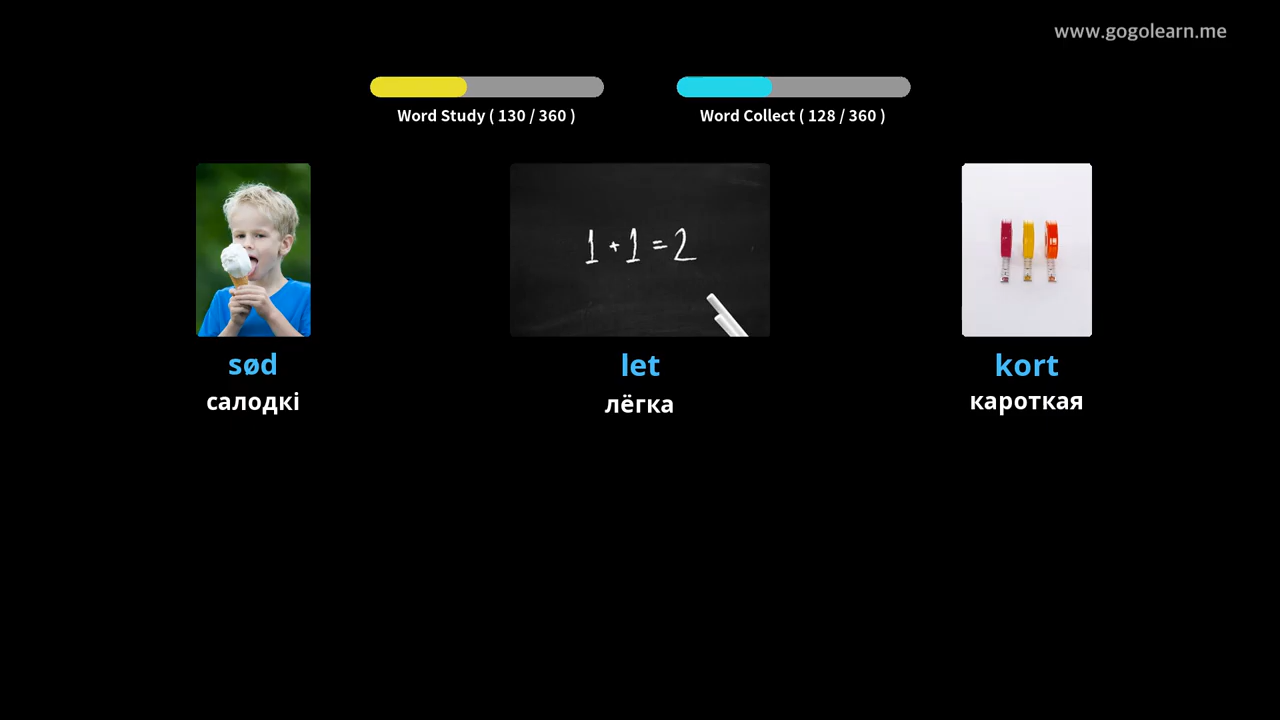 www.gogolearn.me
Word Study ( 130 / 360 )
Word Collect ( 128 / 360 )
1 + 1 = 2
sød
let
kort
салодкі
лёгка
кароткая